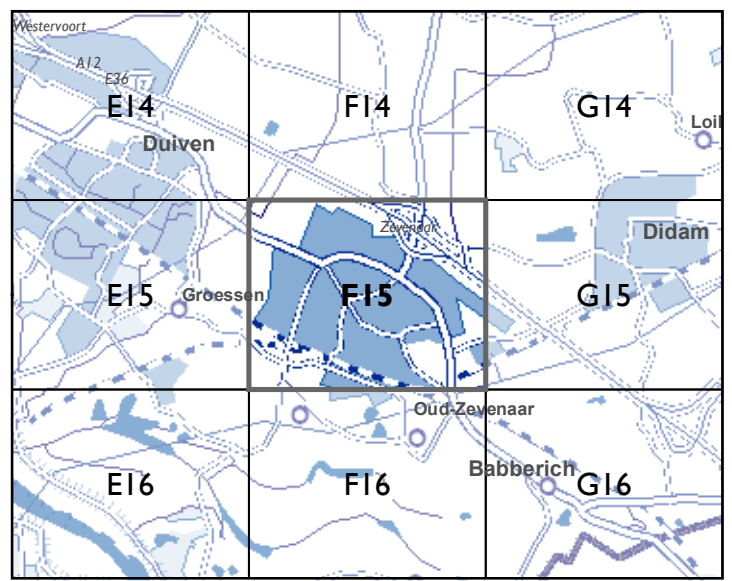 Westervoort
A12
E36
E14
F14
G14
Loil
Duiven
Zevenaar
Didam
E15
Groessen
F15
G15
Oud-Zevenaar
Babberich
E16
F16
G16